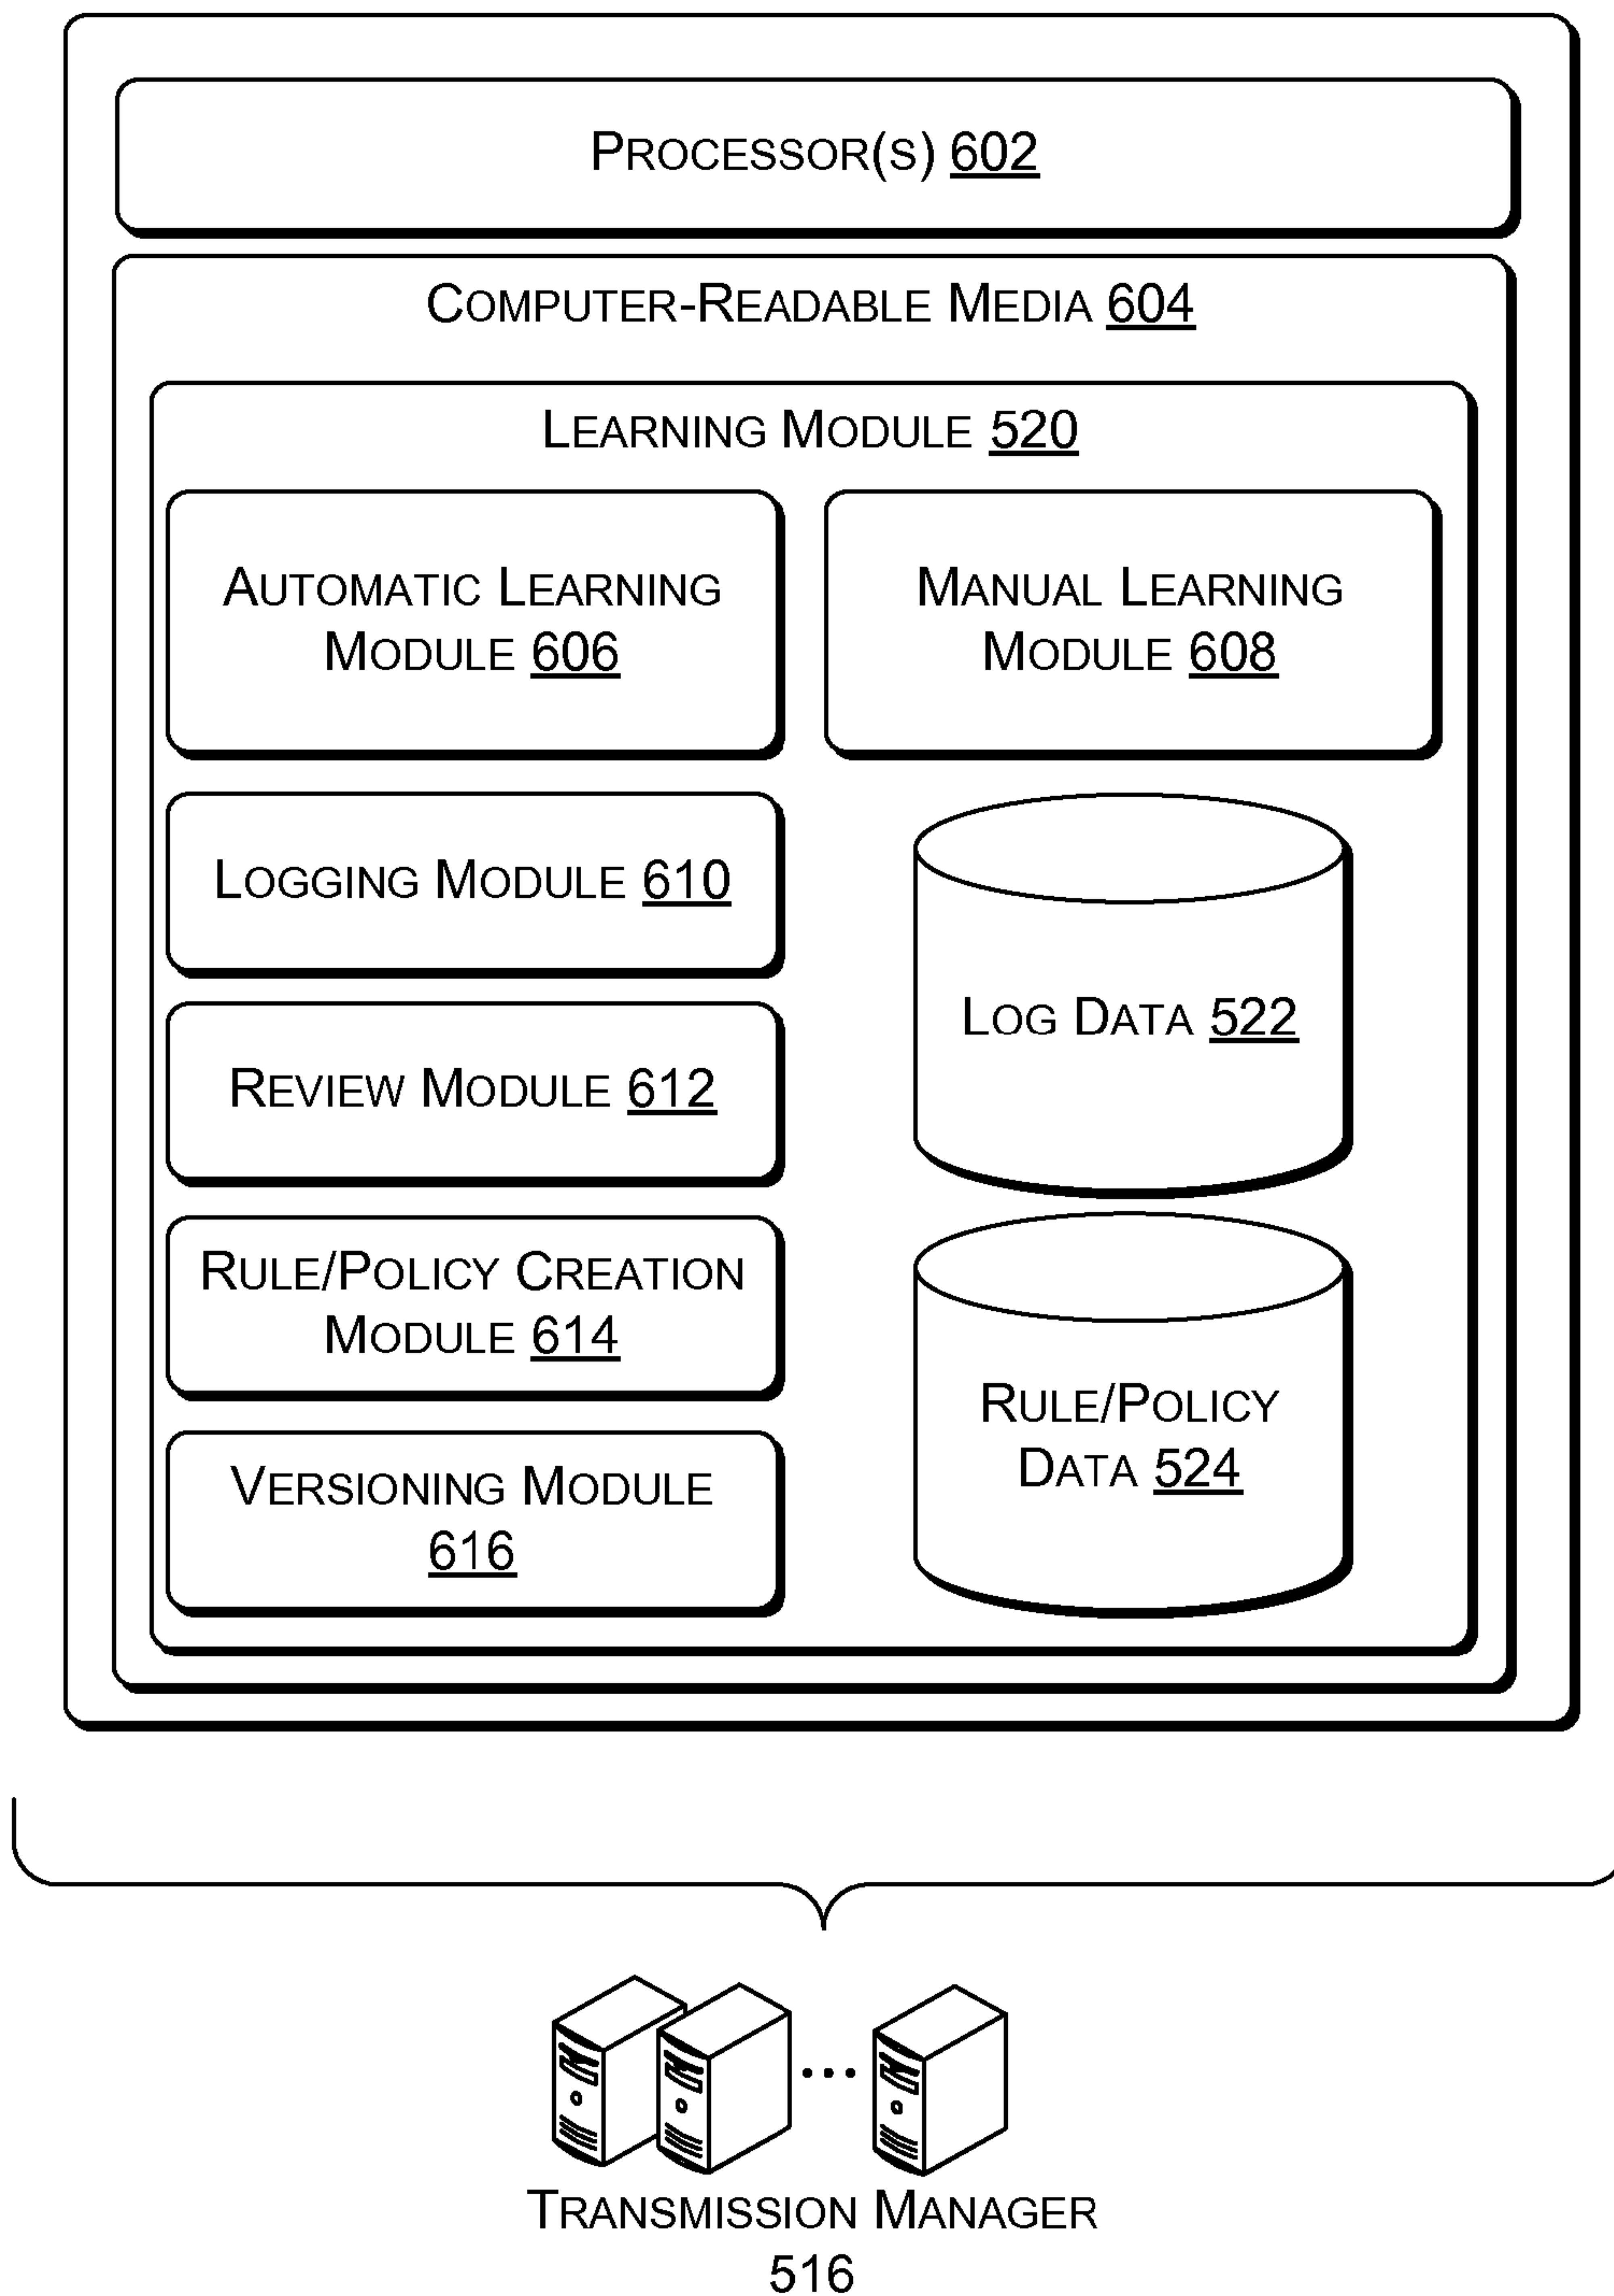 PROCESSOR(S) 602
COMPUTER-READABLE MEDIA 604
LEARNING MODULE 520
AUTOMATIC LEARNING
MODULE 606
MANUAL LEARNING
MODULE 608
LOGGING MODULE 610
REVIEW MODULE 612
RULE/POLICY CREATION
MODULE 614
VERSIONING MODULE
616
LOG DATA 522
RULE/POLICY
DATA 524
TRANSMISSION MANAGER
516